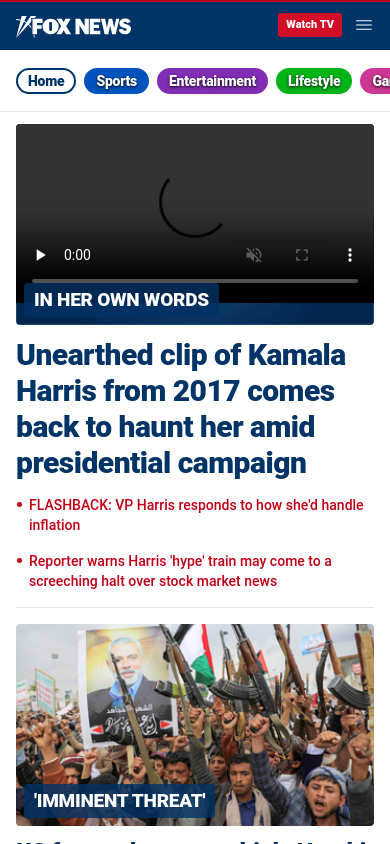 FOX NEWS
Watch TV
Home
Sports
Entertainment
Lifestyle
Ga
0:00
IN HER OWN WORDS
Unearthed clip of Kamala
Harris from 2017 comes
back to haunt her amid
presidential campaign
FLASHBACK: VP Harris responds to how she'd handle
inflation
Reporter warns Harris 'hype' train may come to a
screeching halt over stock market news
'IMMINENT THREAT'